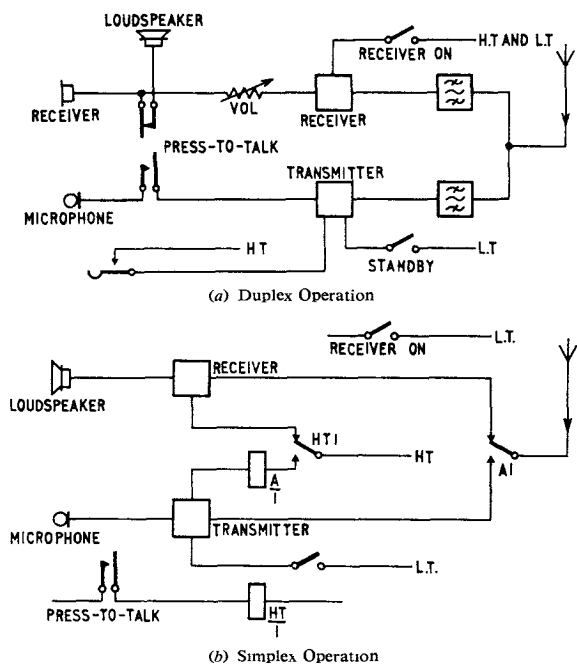 LOUDSPEAKER
RECEIVER ON
H.T AND L.T
RECEIVER
VOL
RECEIVER
PRESS-TO-TALK
TRANSMITTER
MICROPHONE
HT
L.T
STANDBY
(a) Duplex Operation
RECEIVER ON
L.T.
RECEIVER
LOUDSPEAKER
HT1
HT
A1
A
1
MICROPHONE
TRANSMITTER
L.T.
PRESS-TO-TALK
HT
1
(b) Simplex Operation